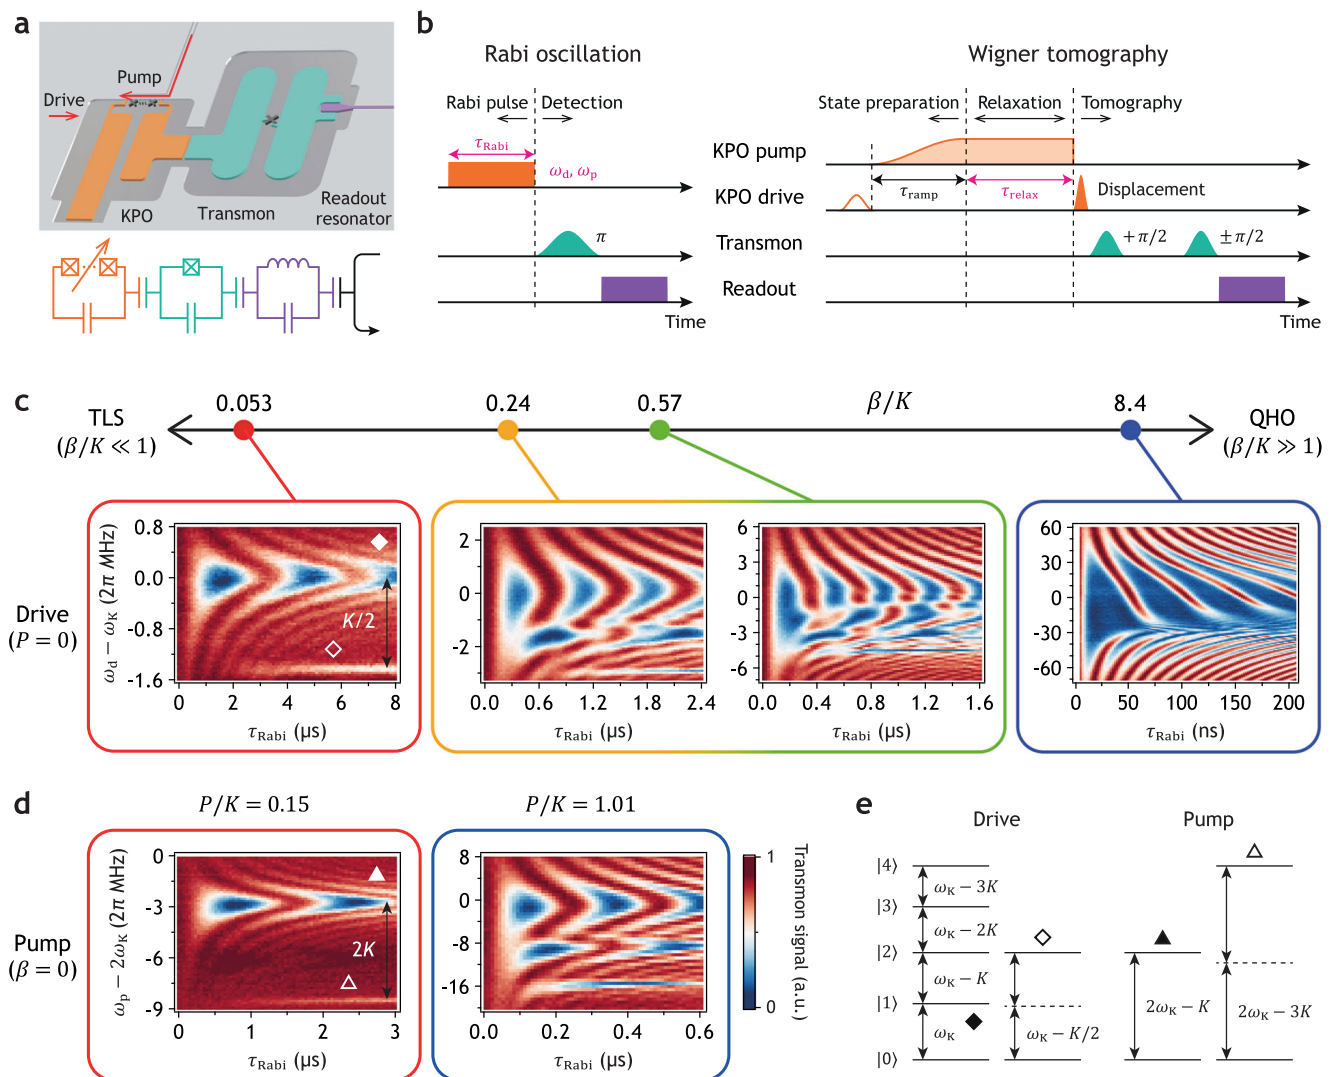 a
Pump
Drive
KPO
Transmon
Readout
resonator
b
Rabi oscillation
Wigner tomography
Rabi pulse
Detection
State preparation
Relaxation
Tomography
τRabi
ωd, ωp
KPO pump
KPO drive
τramp
τrelax
Displacement
Transmon
π
+π/2
±π/2
Readout
Time
Time
c
TLS
(β/K ≪ 1)
0.053
0.24
0.57
β/K
8.4
QHO
(β/K ≫ 1)
Drive
(P = 0)
ωd − ωK (2π MHz)
0.8
0.0
-0.8
-1.6
K/2
0 2 4 6 8
τRabi (µs)
2
0
-2
0.0 0.6 1.2 1.8 2.4
τRabi (µs)
6
3
0
-3
-6
0.0 0.4 0.8 1.2 1.6
τRabi (µs)
60
30
0
-30
-60
0 50 100 150 200
τRabi (ns)
d
P/K = 0.15
P/K = 1.01
Pump
(β = 0)
ωp − 2ωK (2π MHz)
0
-3
-6
-9
2K
0 1 2 3
τRabi (µs)
8
0
-8
-16
0.0 0.2 0.4 0.6
τRabi (µs)
1
0
Transmon signal (a.u.)
e
Drive
Pump
|4⟩
|3⟩
|2⟩
|1⟩
|0⟩
ωK − 3K
ωK − 2K
ωK − K
ωK
ωK − K/2
2ωK − K
2ωK − 3K